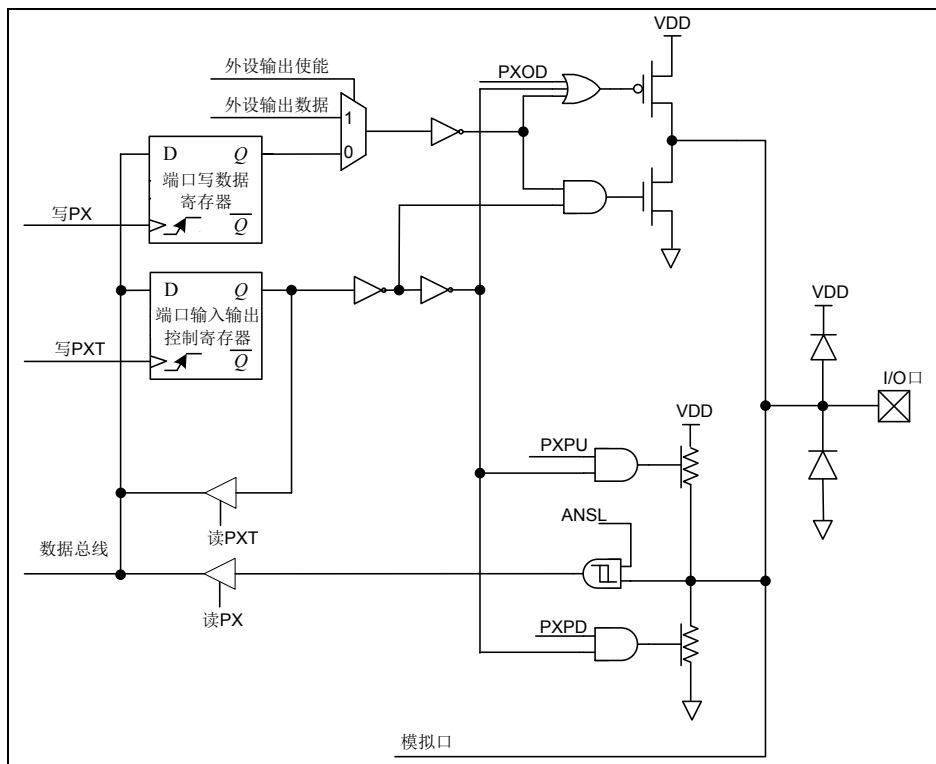 VDD
外设输出使能
PXOD
外设输出数据
1
0
D Q
端口写数据
寄存器
Q
写PX
D Q
端口输入输出
控制寄存器
Q
写PXT
VDD
I/O口
VDD
PXPU
ANSL
读PXT
数据总线
读PX
PXPD
模拟口